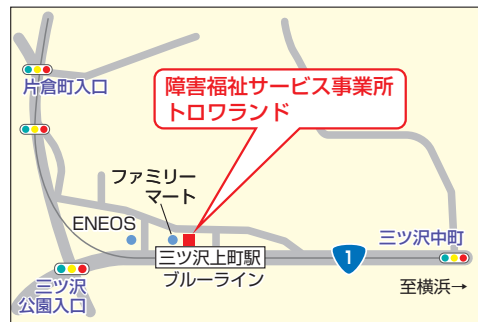 片倉町入口
障害福祉サービス事業所
トロワランド
ファミリー
マート
ENEOS
三ツ沢上町駅
ブルーライン
1
三ツ沢中町
三ツ沢
公園入口
至横浜→